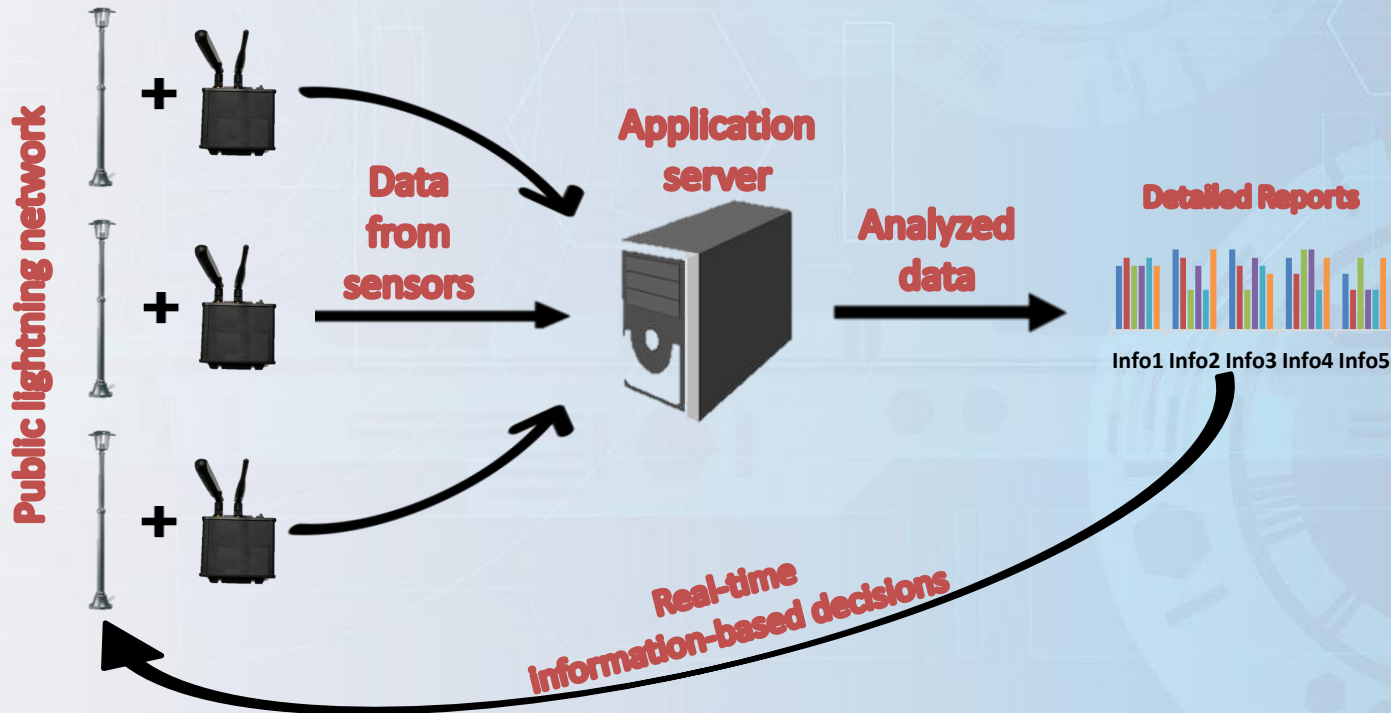 Public lightning network
+
+
+
Data
from
sensors
Application
server
Analyzed
data
Detailed Reports
Info1 Info2 Info3 Info4 Info5
Real-time
information-based decisions